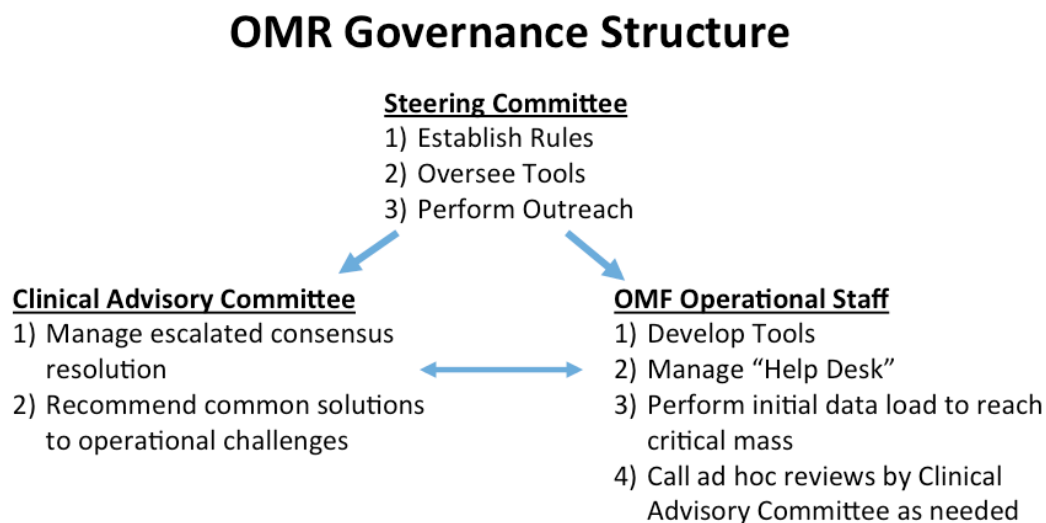 OMR Governance Structure
Steering Committee
1) Establish Rules
2) Oversee Tools
3) Perform Outreach
Clinical Advisory Committee
1) Manage escalated consensus
resolution
2) Recommend common solutions
to operational challenges
OMF Operational Staff
1) Develop Tools
2) Manage “Help Desk”
3) Perform initial data load to reach
critical mass
4) Call ad hoc reviews by Clinical
Advisory Committee as needed